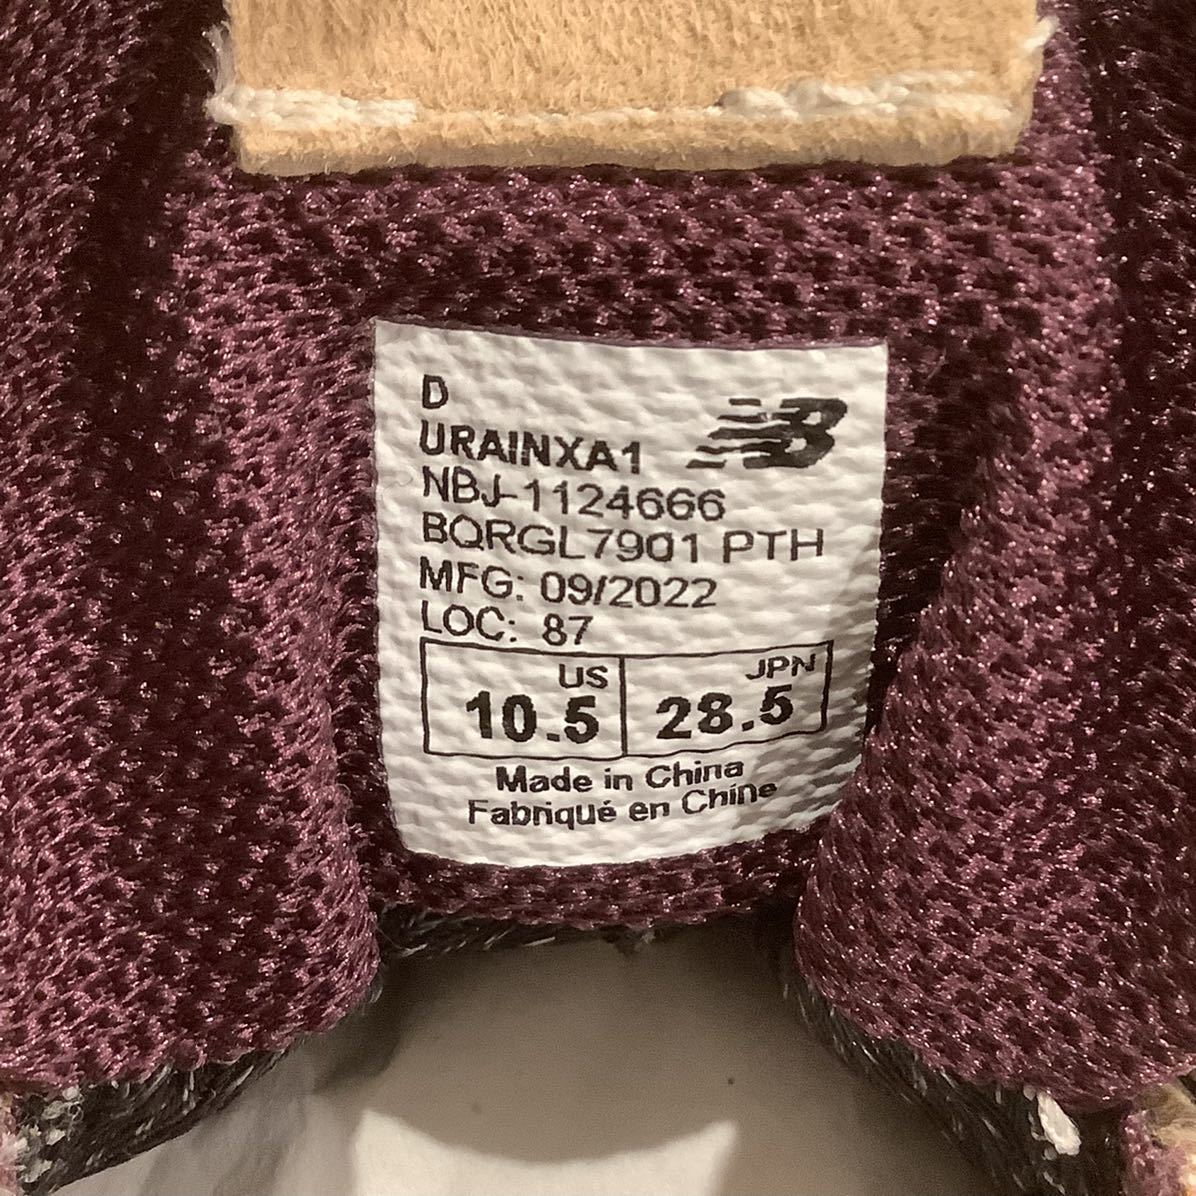 D
URAINXA1
NB
NBJ-1124666
BQRGL7901 PTH
MFG: 09/2022
LOC: 87
US JPN
10.5 28.5
Made in China
Fabriqué en Chine